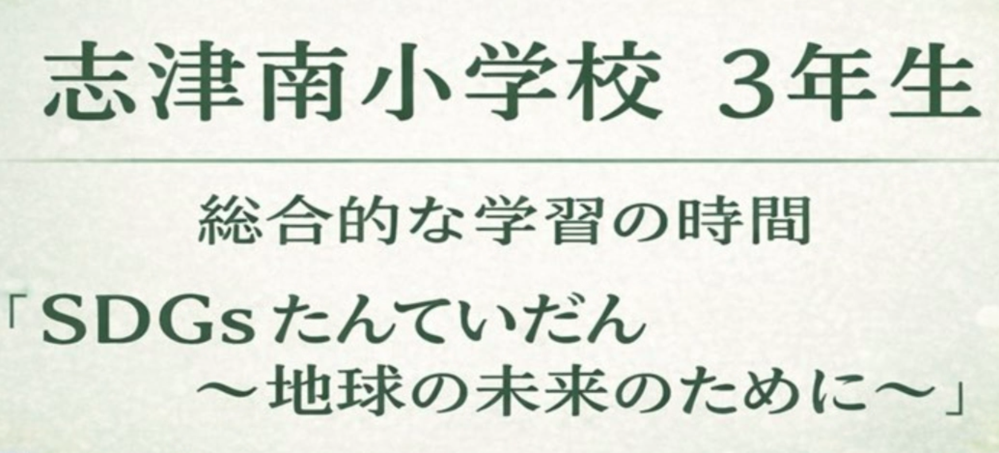 志津南小学校 3年生
総合的な学習の時間
「SDGsたんていだん
～地球の未来のために～」